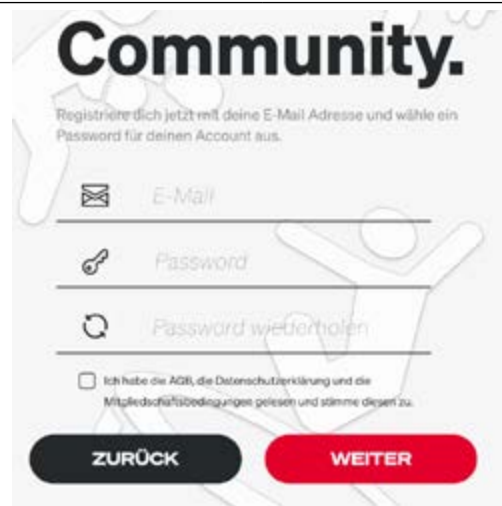 Community.
Registriere dich jetzt mit deine E-Mail Adresse und wähle ein
Password für deinen Account aus.
E-Mail
Password
Password wiederholen
Ich habe die AGB, die Datenschutzerklärung und die
Mitgliedschaftsbedingungen gelesen und stimme diesen zu.
ZURÜCK WEITER